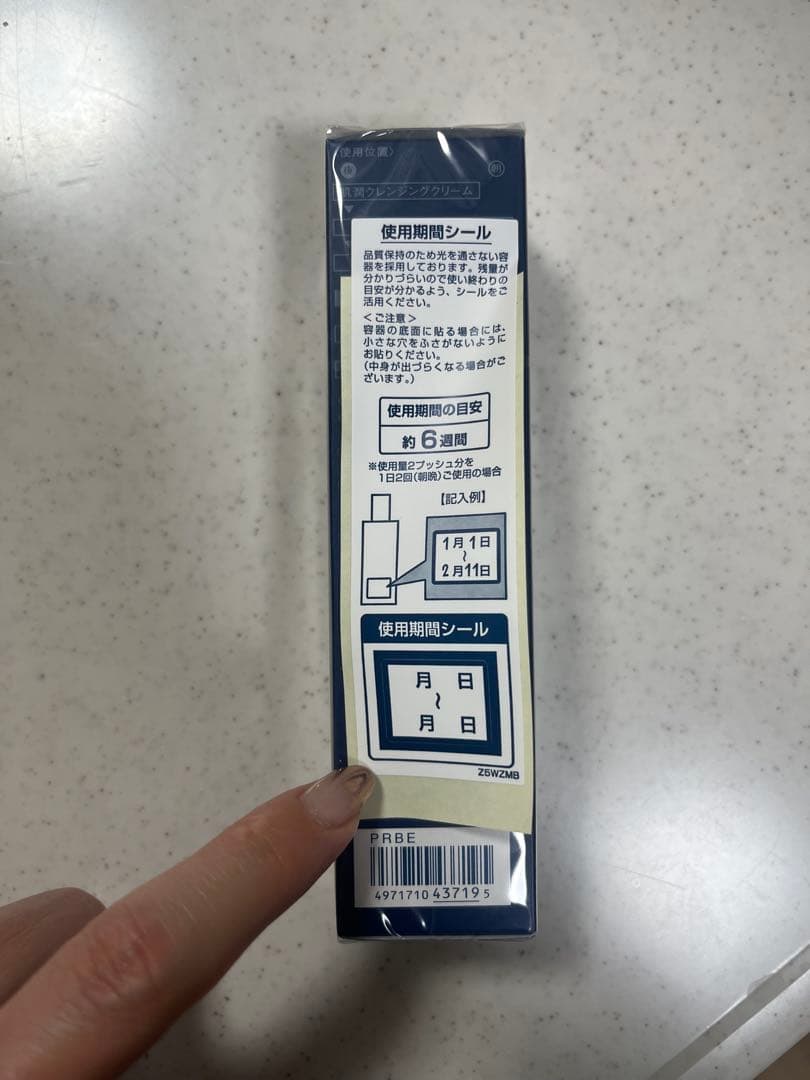 〈使用位置〉
朝
肌潤クレンジングクリーム
使用期間シール
品質保持のため光を通さない容
器を採用しております。残量が
分かりづらいので使い終わりの
目安が分かるよう、シールをご
活用ください。
＜ご注意＞
容器の底面に貼る場合には、
小さな穴をふさがないように
お貼りください。
（中身が出づらくなる場合がご
ざいます。）
使用期間の目安
約6週間
※使用量2プッシュ分を
1日2回（朝晩）ご使用の場合
【記入例】
1月1日
～
2月11日
使用期間シール
月 日
～
月 日
Z5WZMB
PRBE
4971710 43719 5